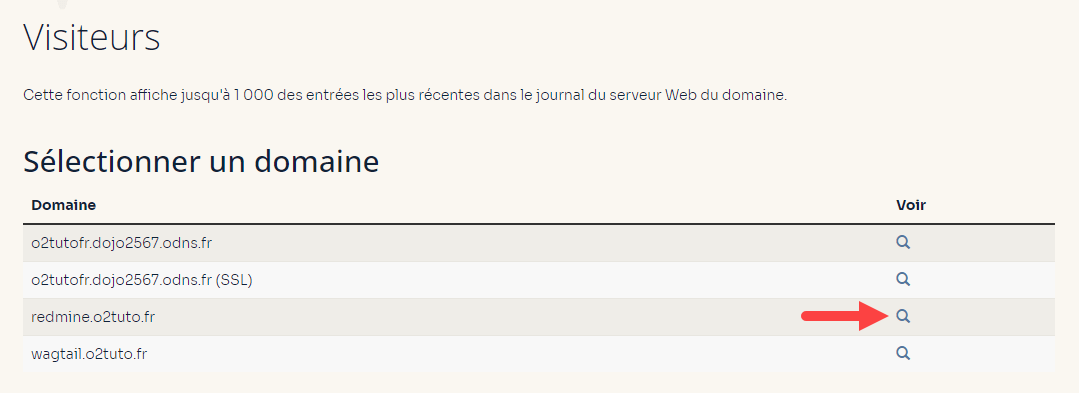 Visiteurs
Cette fonction affiche jusqu'à 1 000 des entrées les plus récentes dans le journal du serveur Web du domaine.
Sélectionner un domaine
Domaine Voir
o2tutofr.dojo2567.odns.fr
o2tutofr.dojo2567.odns.fr (SSL)
redmine.o2tuto.fr
wagtail.o2tuto.fr